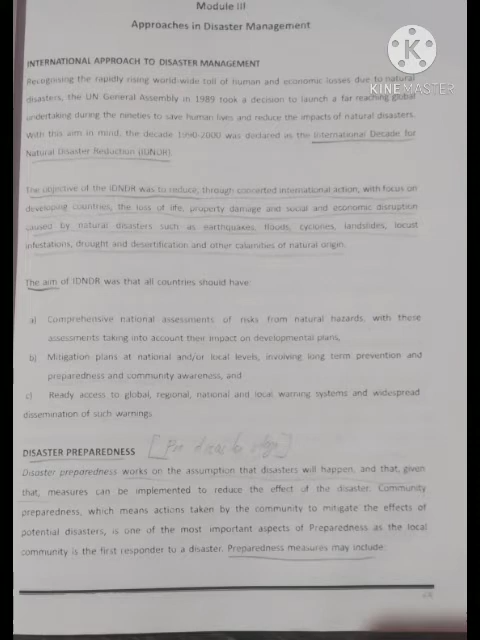 Module III
Approaches in Disaster Management
KINEMASTER
INTERNATIONAL APPROACH TO DISASTER MANAGEMENT
Recognising the rapidly rising world-wide toll of human and economic losses due to natural
disasters, the UN General Assembly in 1989 took a decision to launch a far reaching global
undertaking during the nineties to save human lives and reduce the impacts of natural disasters.
With this aim in mind, the decade 1990-2000 was declared as the International Decade for
Natural Disaster Reduction (IDNDR).
The objective of the IDNDR was to reduce, through concerted international action, with focus on
developing countries, the loss of life, property damage and social and economic disruption
caused by natural disasters such as earthquakes, floods, cyclones, landslides, locust
infestations, drought and desertification and other calamities of natural origin.
The aim of IDNDR was that all countries should have
a) Comprehensive national assessments of risks from natural hazards, with these
assessments taking into account their impact on developmental plans,
b) Mitigation plans at national and/or local levels, involving long term prevention and
preparedness and community awareness, and
c) Ready access to global, regional, national and local warning systems and widespread
dissemination of such warnings
DISASTER PREPAREDNESS [Pre disaster stage]
Disaster preparedness works on the assumption that disasters will happen, and that, given
that, measures can be implemented to reduce the effect of the disaster. Community
preparedness, which means actions taken by the community to mitigate the effects of
potential disasters, is one of the most important aspects of Preparedness as the local
community is the first responder to a disaster. Preparedness measures may include: